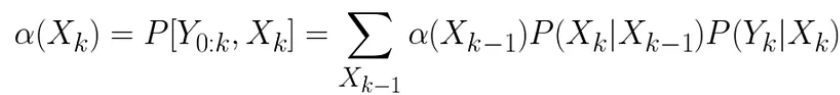 α(X_k) = P[Y_{0:k}, X_k] = ∑_{X_{k−1}} α(X_{k−1})P(X_k|X_{k−1})P(Y_k|X_k)